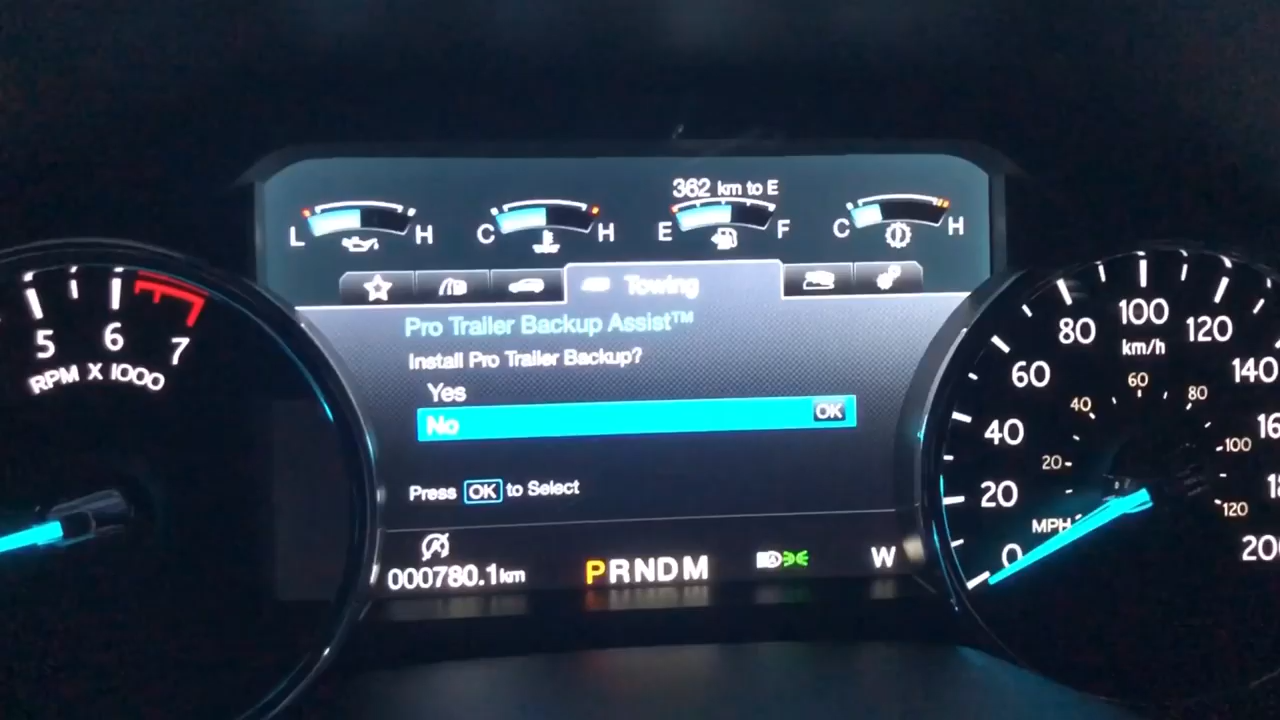 362 km to E
L H C H E F C H
Towing
Pro Trailer Backup Assist™
Install Pro Trailer Backup?
Yes
No OK
Press OK to Select
000780.1 km
P R N D M
W
5 6 7
RPM X 1000
0 20 40 60 80 100 120 140
km/h
20 40 60 80 100 120
MPH